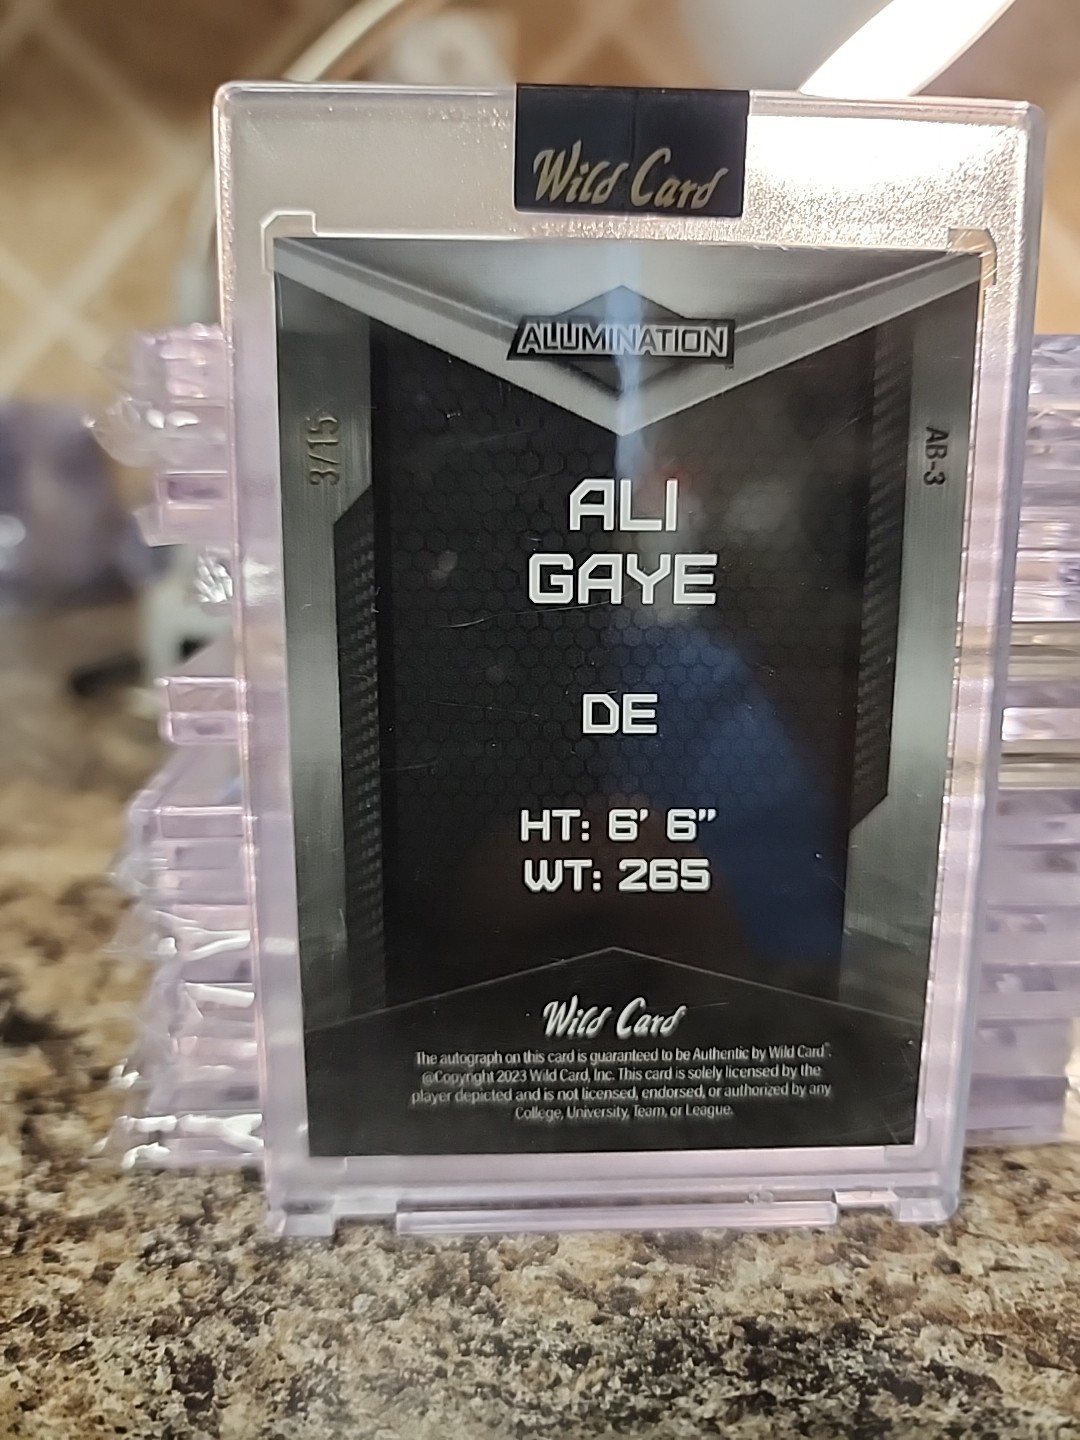 Wild Card
ALUMINATION
3/15
AB-3
ALI
GAYE
DE
HT: 6' 6"
WT: 265
Wild Card
The autograph on this card is guaranteed to be Authentic by Wild Card®.
©Copyright 2023 Wild Card, Inc. This card is solely licensed by the
player depicted and is not licensed, endorsed, or authorized by any
College, University, Team, or League.